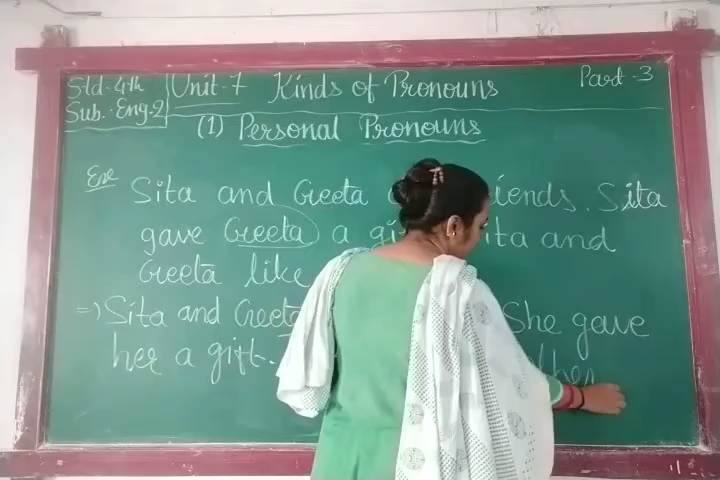 Std-4th
Sub.-Eng-2
Unit-7 Kinds of Pronouns
Part-3
(1) Personal Pronouns
Exe Sita and Geeta iends. Sita
gave Geeta a gi ita and
Geeta like
=) Sita and Geeta She gave
her a gift.